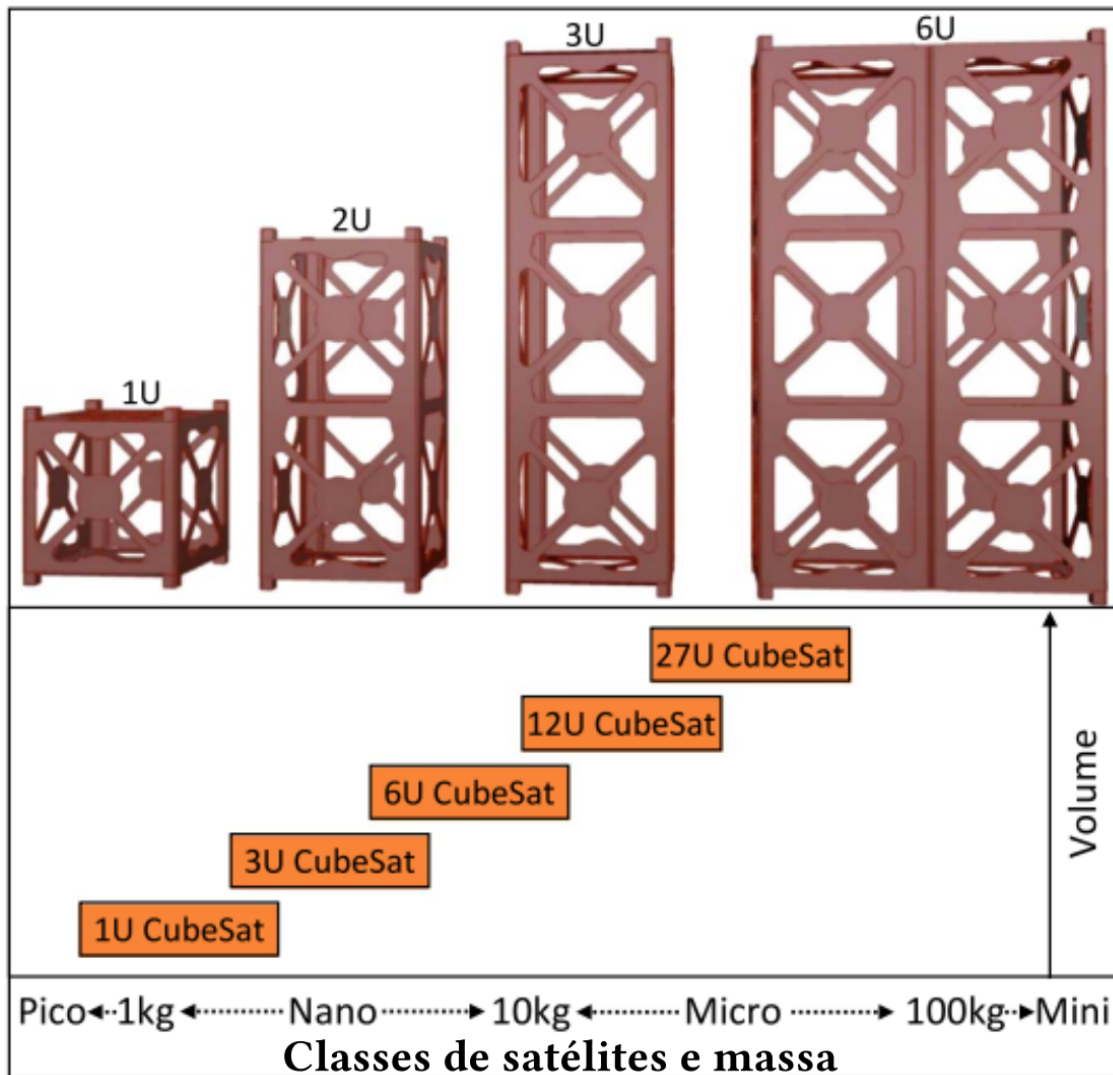 3U
6U
2U
1U
27U CubeSat
12U CubeSat
6U CubeSat
3U CubeSat
1U CubeSat
Volume
Pico 1kg Nano 10kg Micro 100kg Mini
Classes de satélites e massa